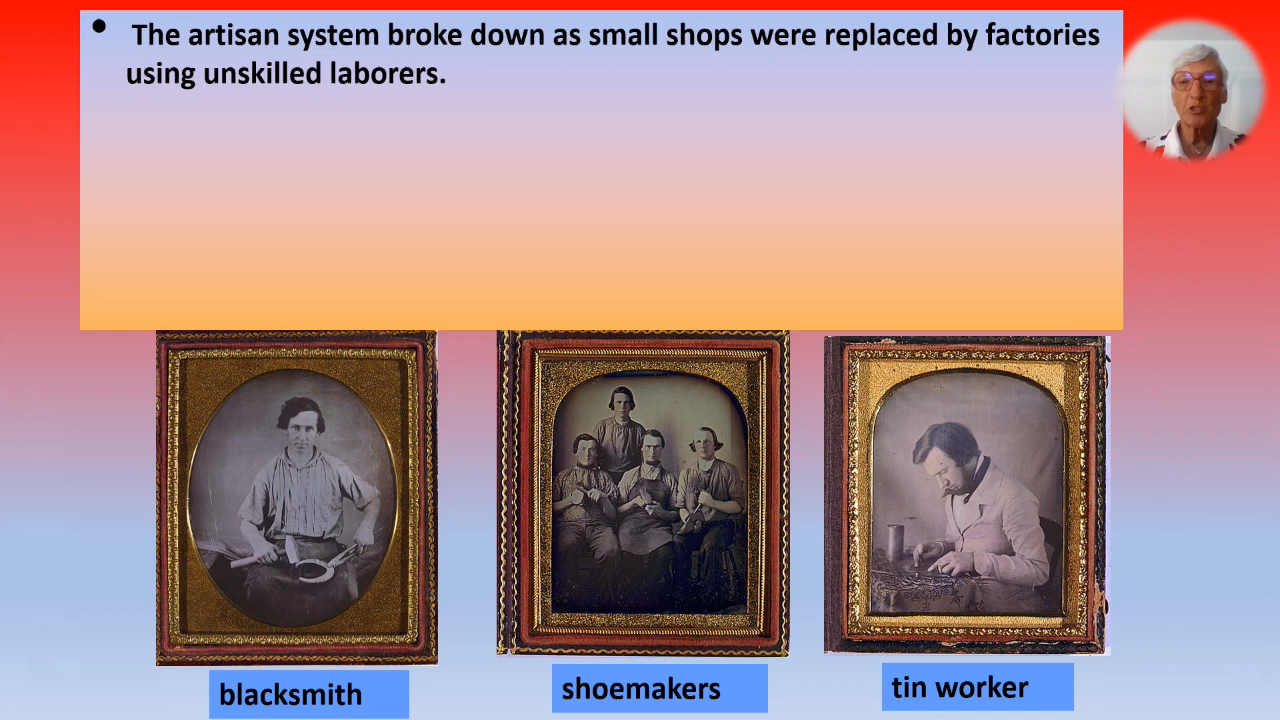 • The artisan system broke down as small shops were replaced by factories
using unskilled laborers.
blacksmith
shoemakers
tin worker